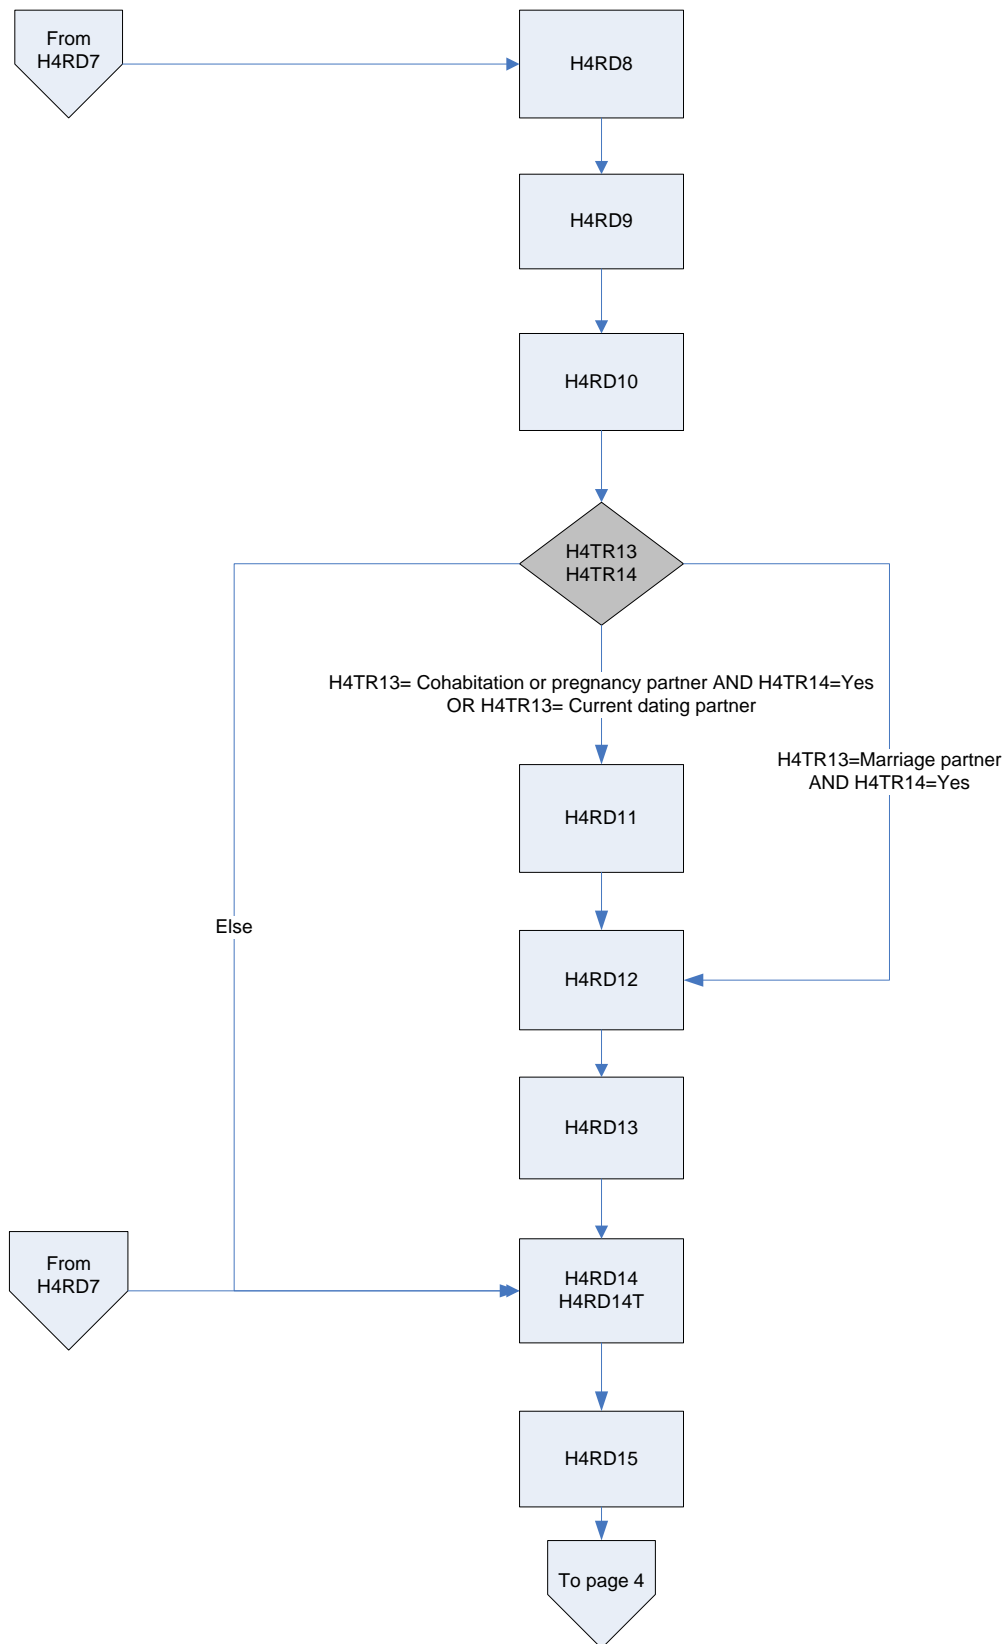 From
H4RD7
H4RD8
H4RD9
H4RD10
H4TR13
H4TR14
H4TR13= Cohabitation or pregnancy partner AND H4TR14=Yes
OR H4TR13= Current dating partner
H4TR13=Marriage partner
AND H4TR14=Yes
H4RD11
Else
H4RD12
H4RD13
From
H4RD7
H4RD14
H4RD14T
H4RD15
To page 4